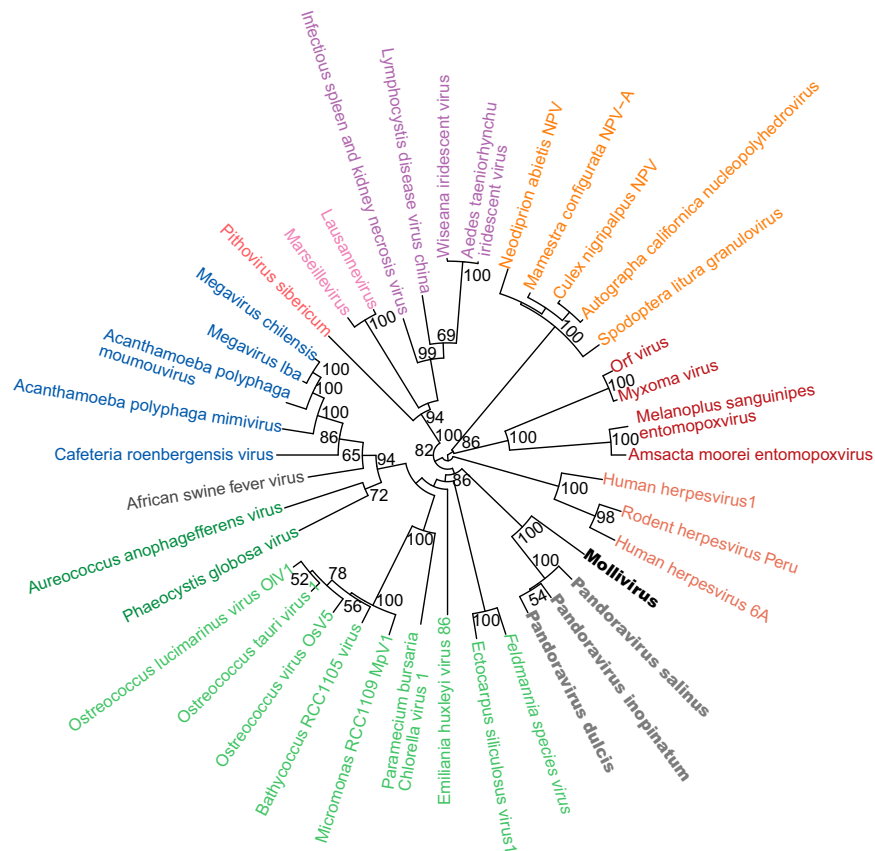 Infectious spleen and kidney necrosis virus
Lymphocystis disease virus china
Wiseana iridescent virus
Aedes taeniorhynchu
iridescent virus
Neodiprion abietis NPV
Mamestra configurata NPV−A
Culex nigripalpus NPV
Autographa californica nucleopolyhedrovirus
Spodoptera litura granulovirus
Orf virus
Myxoma virus
Melanoplus sanguinipes
entomopoxvirus
Amsacta moorei entomopoxvirus
Human herpesvirus1
Rodent herpesvirus Peru
Human herpesvirus 6A
Mollivirus
Pandoravirus salinus
Pandoravirus inopinatum
Pandoravirus dulcis
Feldmannia species virus
Ectocarpus siliculosus virus1
Emiliania huxleyi virus 86
Paramecium bursaria
Chlorella virus 1
Micromonas RCC1109 MpV1
Bathycoccus RCC1105 virus
Ostreococcus virus OsV5
Ostreococcus tauri virus 1
Ostreococcus lucimarinus virus OlV1
Phaeocystis globosa virus
Aureococcus anophagefferens virus
African swine fever virus
Cafeteria roenbergensis virus
Acanthamoeba polyphaga mimivirus
Acanthamoeba polyphaga
moumouvirus
Megavirus lba
Megavirus chilensis
Pithovirus sibericum
Marseillevirus
Lausannevirus
100
69
99
100
100
100
100
100
100
94
100
86
82
100
100
98
100
100
54
86
100
100
100
56
78
52
72
94
65
86
100
100
100